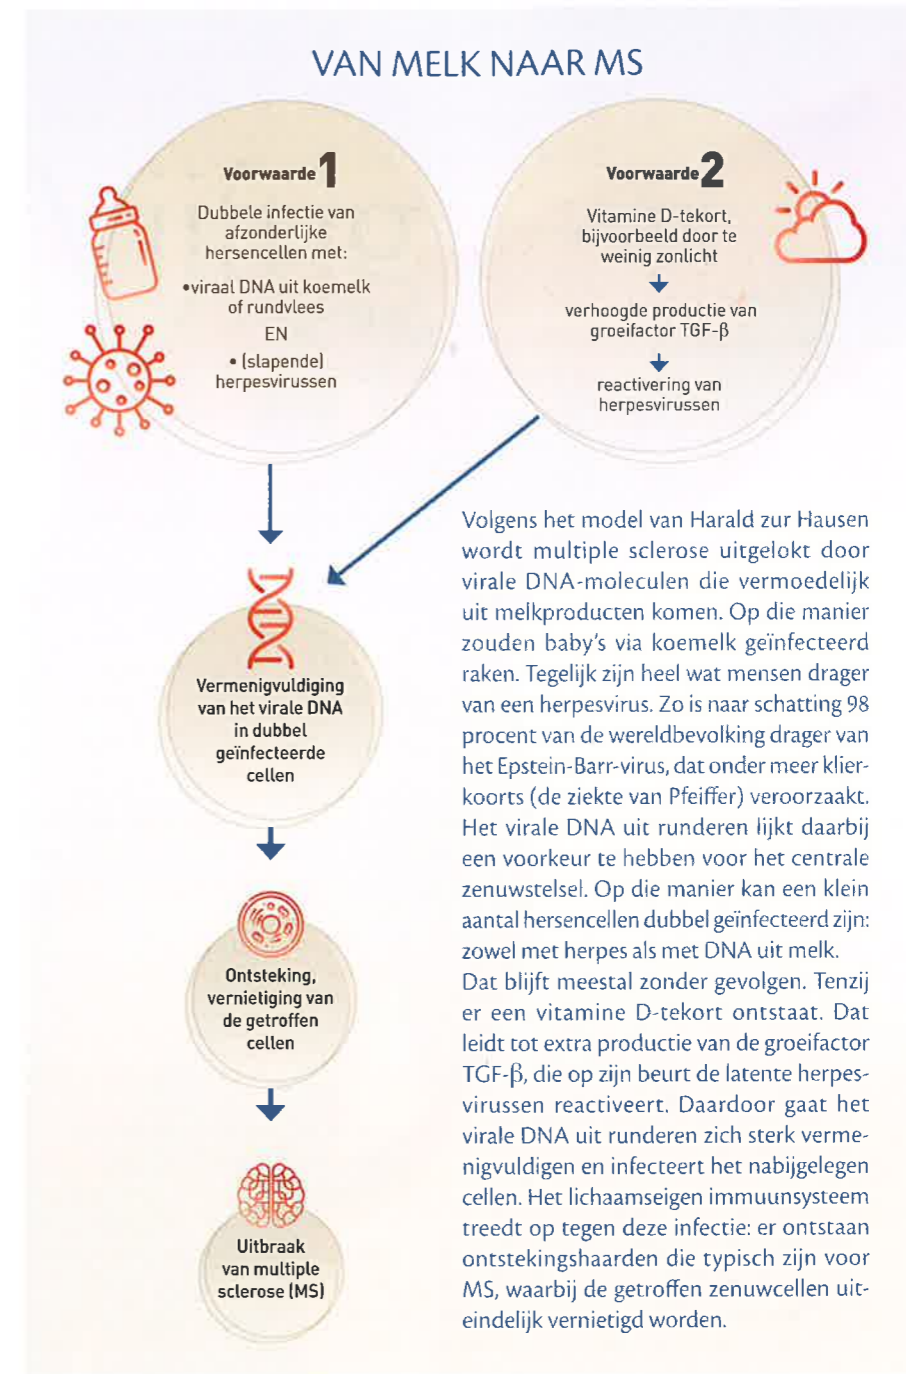 VAN MELK NAAR MS
Voorwaarde 1
Dubbele infectie van
afzonderlijke
hersencellen met:
•viraal DNA uit koemelk
of rundvlees
EN
• (slapende)
herpesvirussen
Voorwaarde 2
Vitamine D-tekort,
bijvoorbeeld door te
weinig zonlicht
verhoogde productie van
groeifactor TGF-β
reactivering van
herpesvirussen
Vermenigvuldiging
van het virale DNA
in dubbel
geïnfecteerde
cellen
Ontsteking,
vernietiging van
de getroffen
cellen
Uitbraak
van multiple
sclerose (MS)
Volgens het model van Harald zur Hausen
wordt multiple sclerose uitgelokt door
virale DNA-moleculen die vermoedelijk
uit melkproducten komen. Op die manier
zouden baby's via koemelk geïnfecteerd
raken. Tegelijk zijn heel wat mensen drager
van een herpesvirus. Zo is naar schatting 98
procent van de wereldbevolking drager van
het Epstein-Barr-virus, dat onder meer klier-
koorts (de ziekte van Pfeiffer) veroorzaakt.
Het virale DNA uit runderen lijkt daarbij
een voorkeur te hebben voor het centrale
zenuwstelsel. Op die manier kan een klein
aantal hersencellen dubbel geïnfecteerd zijn:
zowel met herpes als met DNA uit melk.
Dat blijft meestal zonder gevolgen. Tenzij
er een vitamine D-tekort ontstaat. Dat
leidt tot extra productie van de groeifactor
TGF-β, die op zijn beurt de latente herpes-
virussen reactiveert. Daardoor gaat het
virale DNA uit runderen zich sterk verme-
nigvuldigen en infecteert het nabijgelegen
cellen. Het lichaamseigen immuunsysteem
treedt op tegen deze infectie: er ontstaan
ontstekingshaarden die typisch zijn voor
MS, waarbij de getroffen zenuwcellen uit-
eindelijk vernietigd worden.